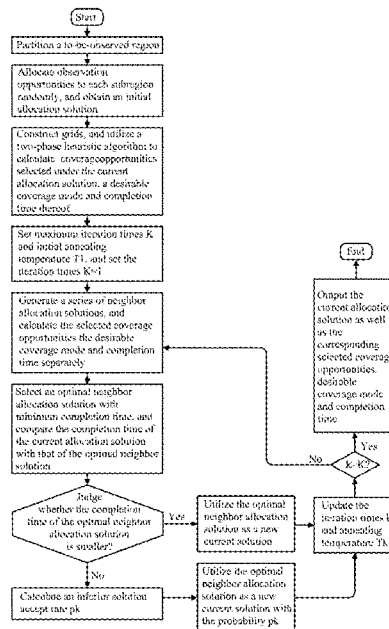 Start
Partition a to-be-observed region
Allocate observation
opportunities to each subregion
randomly, and obtain an initial
allocation solution
Construct grids, and utilize a
two-phase heuristic algorithm to
calculate coverage opportunities
selected under the current
allocation solution, a desirable
coverage mode and completion
time thereof
Set maximum iteration times K
and initial annealing
temperature T1, and set the
iteration times K=1
Generate a series of neighbor
allocation solutions, and
calculate the selected coverage
opportunities the desirable
coverage mode and completion
time separately
Select an optimal neighbor
allocation solution with
minimum completion time, and
compare the completion time of
the current allocation solution
with that of the optimal neighbor
solution
Judge
whether the completion
time of the optimal neighbor
allocation solution
is smaller?
Yes
No
Utilize the optimal
neighbor allocation
solution as a new
current solution
Calculate an inferior solution
accept rate pk
Utilize the optimal
neighbor allocation
solution as a new
current solution with
the probability pk
Update the
iteration times
and annealing
temperature Tk
No
Yes
Output the
current allocation
solution as well
as the
corresponding
selected coverage
opportunities,
desirable
coverage mode
and completion
time
End